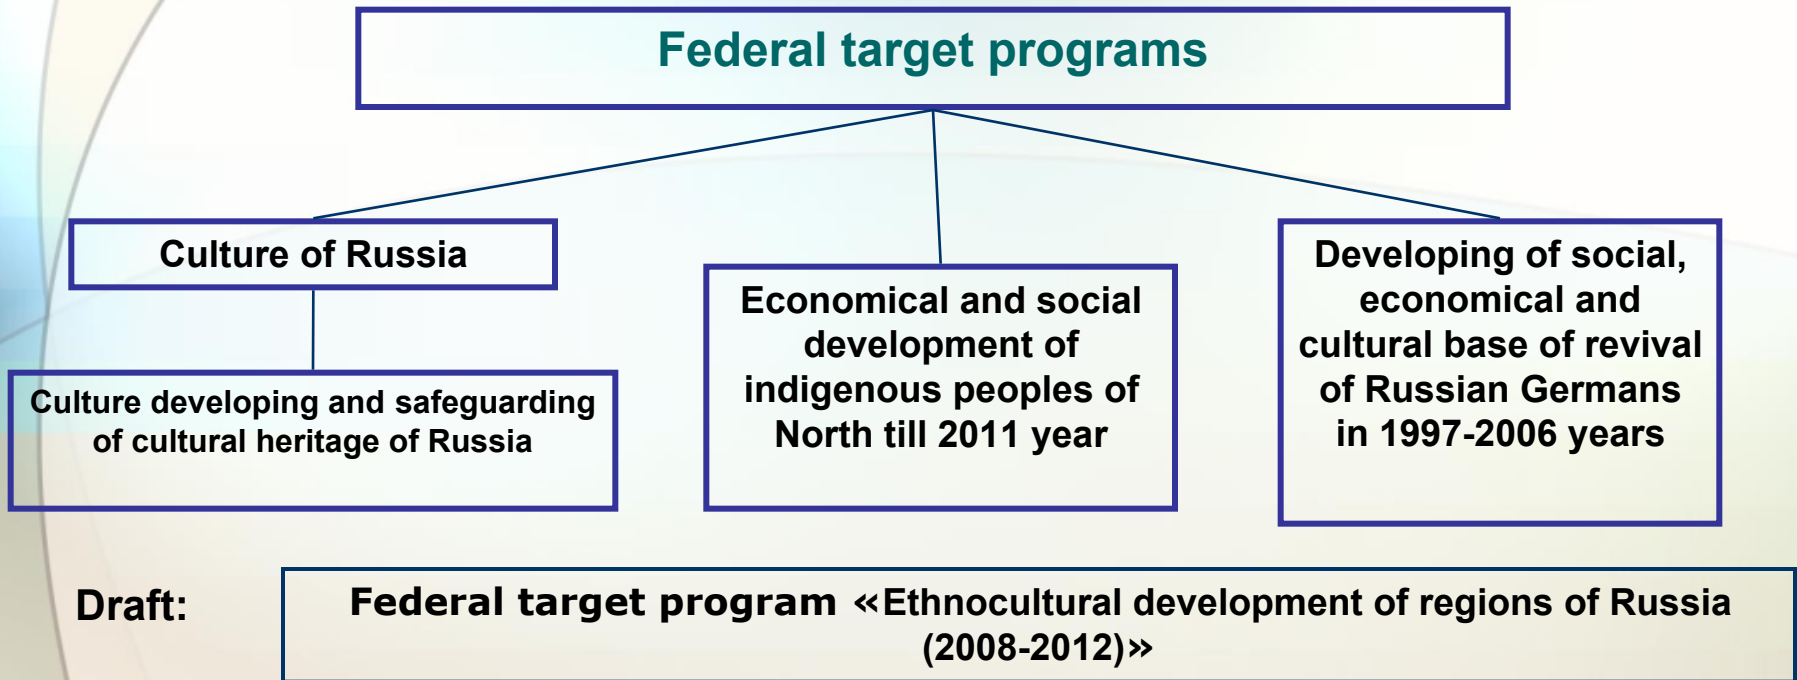 Federal target programs
Culture of Russia
Culture developing and safeguarding
of cultural heritage of Russia
Economical and social
development of
indigenous peoples of
North till 2011 year
Developing of social,
economical and
cultural base of revival
of Russian Germans
in 1997-2006 years
Draft:
Federal target program «Ethnocultural development of regions of Russia
(2008-2012)»